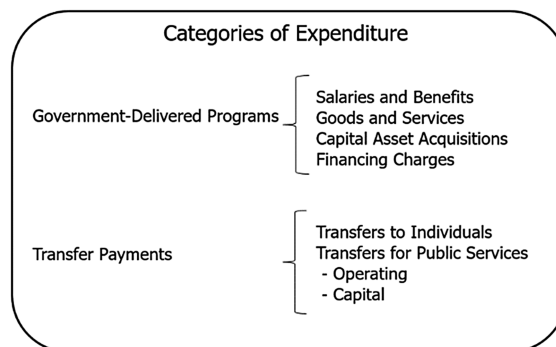 Categories of Expenditure
Government-Delivered Programs
Salaries and Benefits
Goods and Services
Capital Asset Acquisitions
Financing Charges
Transfer Payments
Transfers to Individuals
Transfers for Public Services
- Operating
- Capital